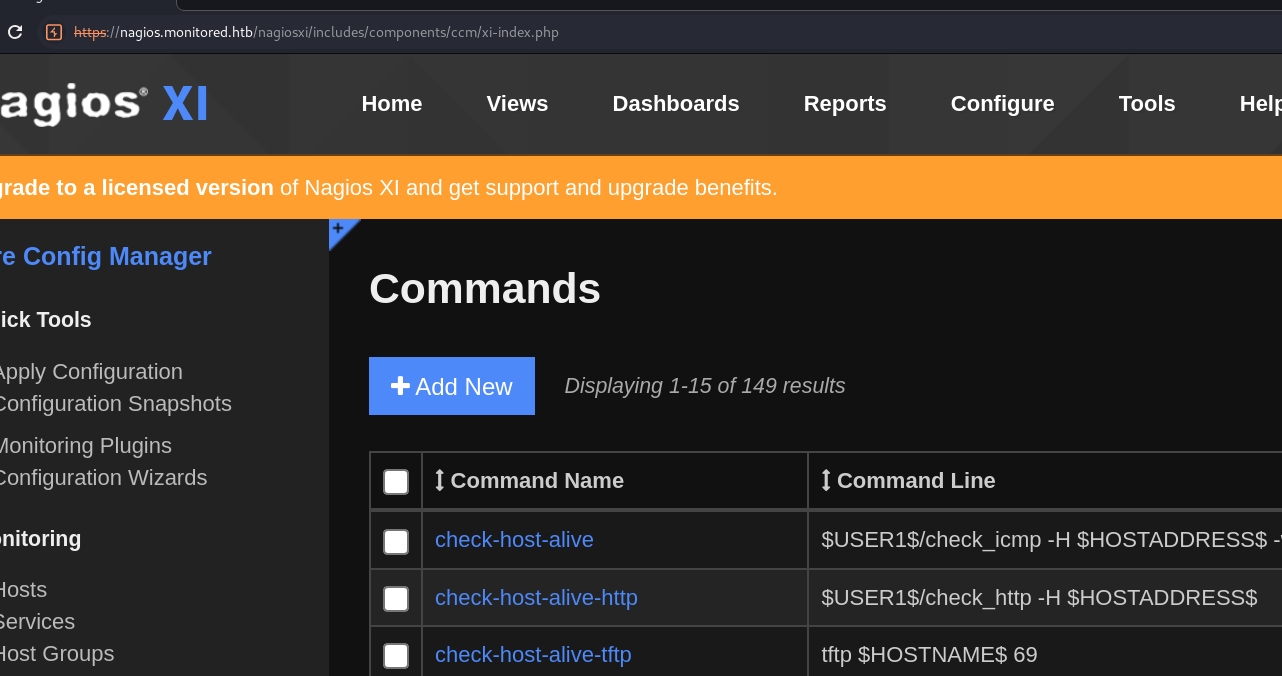 https://nagios.monitored.htb/nagiosxi/includes/components/ccm/xi-index.php
agios® XI
Home Views Dashboards Reports Configure Tools Help
grade to a licensed version of Nagios XI and get support and upgrade benefits.
re Config Manager
ick Tools
Apply Configuration
Configuration Snapshots
Monitoring Plugins
Configuration Wizards
nitoring
Hosts
Services
Host Groups
Commands
Add New Displaying 1-15 of 149 results
Command Name Command Line
check-host-alive $USER1$/check_icmp -H $HOSTADDRESS$ -
check-host-alive-http $USER1$/check_http -H $HOSTADDRESS$
check-host-alive-tftp tftp $HOSTNAME$ 69